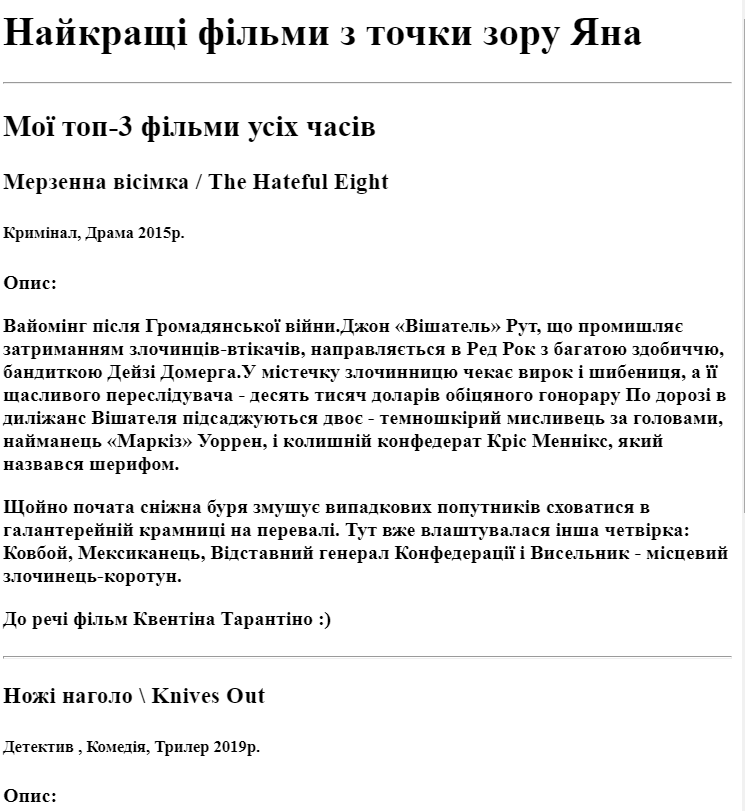 Найкращі фільми з точки зору Яна
Мої топ-3 фільми усіх часів
Мерзенна вісімка / The Hateful Eight
Кримінал, Драма 2015р.
Опис:
Вайомінг після Громадянської війни.Джон «Вішатель» Рут, що промишляє
затриманням злочинців-втікачів, направляється в Ред Рок з багатою здобиччю,
бандиткою Дейзі Домерга.У містечку злочинницю чекає вирок і шибениця, а її
щасливого переслідувача - десять тисяч доларів обіцяного гонорару По дорозі в
диліжанс Вішателя підсаджуються двоє - темношкірий мисливець за головами,
найманець «Маркіз» Уоррен, і колишній конфедерат Кріс Меннікс, який
назвався шерифом.
Щойно почата сніжна буря змушує випадкових попутників сховатися в
галантерейній крамниці на перевалі. Тут вже влаштувалася інша четвірка:
Ковбой, Мексиканець, Відставний генерал Конфедерації і Висельник - місцевий
злочинець-коротун.
До речі фільм Квентіна Тарантіно :)
Ножі наголо \ Knives Out
Детектив , Комедія, Трилер 2019р.
Опис: